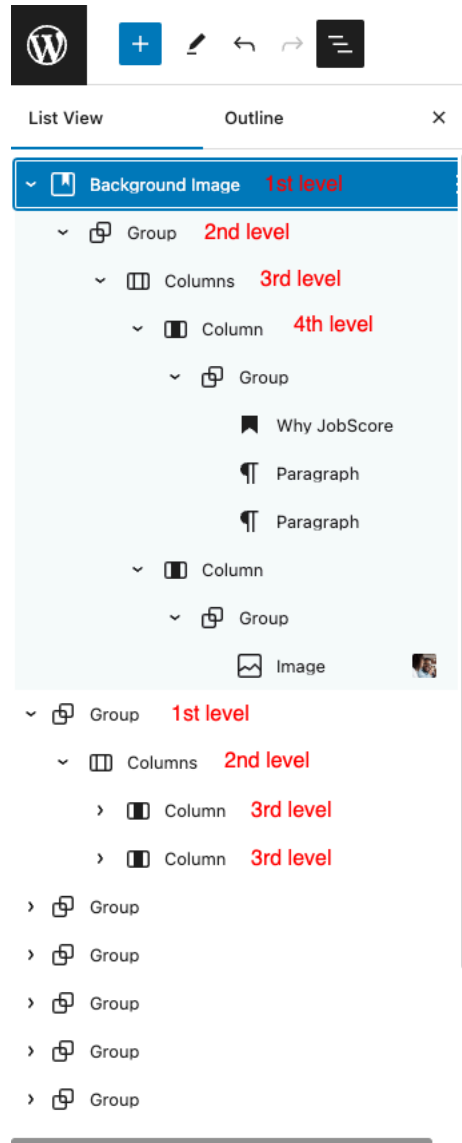 List View Outline
Background Image 1st level
Group 2nd level
Columns 3rd level
Column 4th level
Group
Why JobScore
Paragraph
Paragraph
Column
Group
Image
Group 1st level
Columns 2nd level
Column 3rd level
Column 3rd level
Group
Group
Group
Group
Group